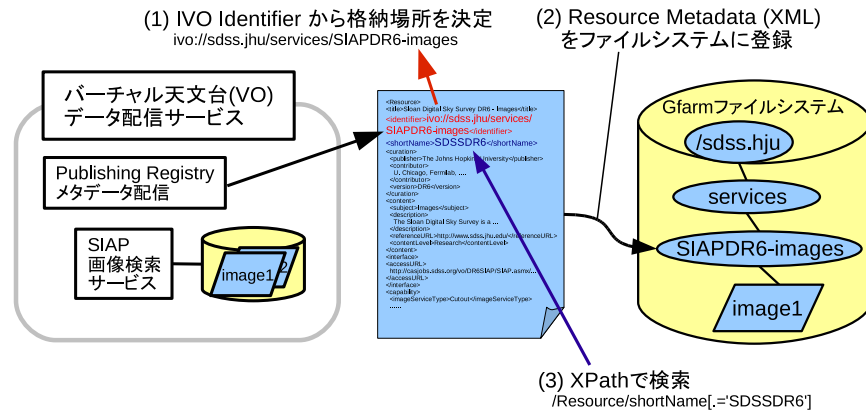 (1) IVO Identifier から格納場所を決定
ivo://sdss.jhu/services/SIAPDR6-images
(2) Resource Metadata (XML)
をファイルシステムに登録
バーチャル天文台(VO)
データ配信サービス
Publishing Registry
メタデータ配信
SIAP
画像検索
サービス
image1
2
<Resource>
<title>Sloan Digital Sky Survey DR6 - Images</title>
<identifier>ivo://sdss.jhu/services/
SIAPDR6-images</identifier>
<shortName>SDSSDR6</shortName>
<curation>
<publisher>The Johns Hopkins University</publisher>
<contributor>
U. Chicago, Fermilab, ....
</contributor>
<version>DR6</version>
</curation>
<content>
<subject>Images</subject>
<description>
The Sloan Digital Sky Survey is a ...
</description>
<referenceURL>http://www.sdss.jhu.edu/</referenceURL>
<contentLevel>Research</contentLevel>
</content>
<interface>
<accessURL>
http://casjobs.sdss.org/vo/DR6SIAP/SIAP.asmx/...
</accessURL>
</interface>
<capability>
<imageServiceType>Cutout</imageServiceType>
......
Gfarmファイルシステム
/sdss.hju
services
SIAPDR6-images
image1
(3) XPathで検索
/Resource/shortName[.='SDSSDR6']